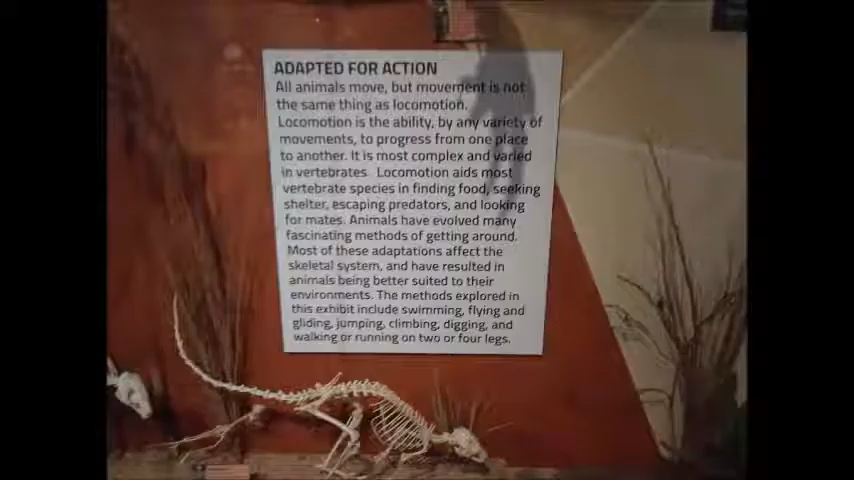 ADAPTED FOR ACTION
All animals move, but movement is not
the same thing as locomotion.
Locomotion is the ability, by any variety of
movements, to progress from one place
to another. It is most complex and varied
in vertebrates. Locomotion aids most
vertebrate species in finding food, seeking
shelter, escaping predators, and looking
for mates. Animals have evolved many
fascinating methods of getting around.
Most of these adaptations affect the
skeletal system, and have resulted in
animals being better suited to their
environments. The methods explored in
this exhibit include swimming, flying and
gliding, jumping, climbing, digging, and
walking or running on two or four legs.